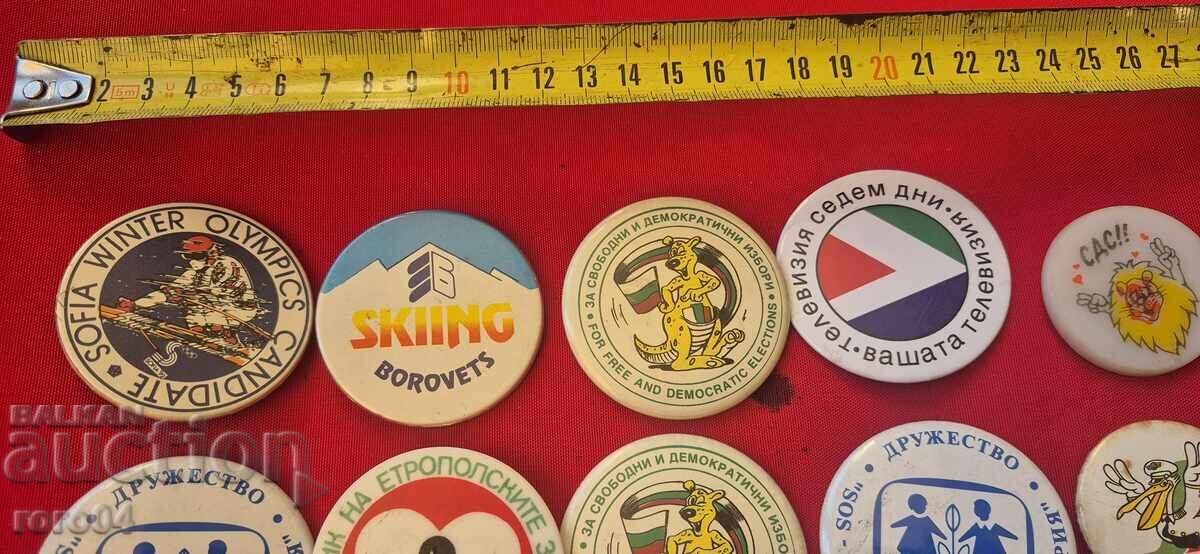 2 3 4 5 6 7 8 9 10 11 12 13 14 15 16 17 18 19 20 21 22 23 24 25 26 27
5m
SOFIA WINTER OLYMPICS CANDIDATE
SKIING
BOROVETS
ЗА СВОБОДНИ И ДЕМОКРАТИЧНИ ИЗБОРИ
FOR FREE AND DEMOCRATIC ELECTIONS
ТЕЛЕВИЗИЯ СЕДЕМ ДНИ • ВАШАТА ТЕЛЕВИЗИЯ •
СДС!!
BALKAN
auction
roro04
ДРУЖЕСТВО
НА ЕТРОПОЛСКИТЕ
ЗА СВОБОДНИ И ДЕМОКРАТИЧНИ ИЗБОРИ
ДРУЖЕСТВО
"SOS"